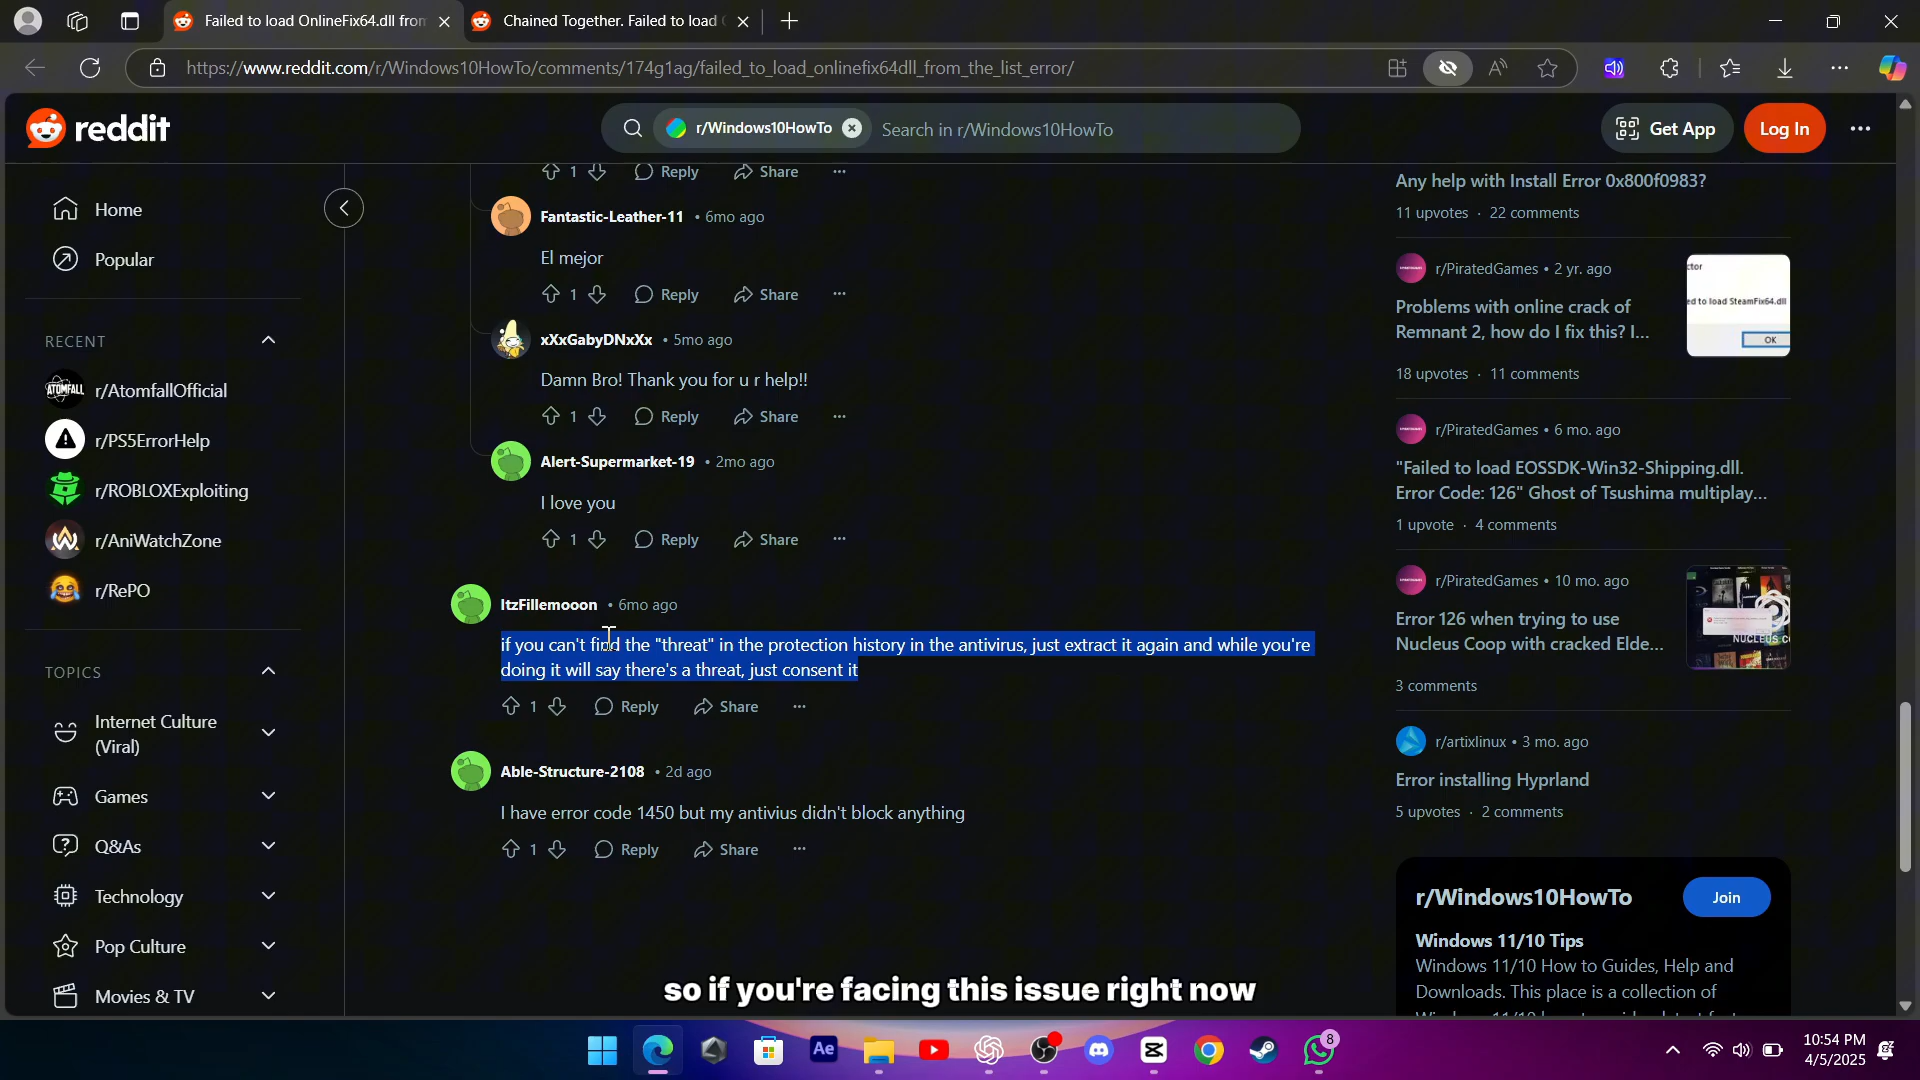 Failed to load OnlineFix64.dll from
Chained Together. Failed to load
https://www.reddit.com/r/Windows10HowTo/comments/174g1ag/failed_to_load_onlinefix64dll_from_the_list_error/
reddit
r/Windows10HowTo
Search in r/Windows10HowTo
Get App
Log In
Home
Popular
RECENT
r/AtomfallOfficial
r/PS5ErrorHelp
r/ROBLOXExploiting
r/AniWatchZone
r/RePO
TOPICS
Internet Culture
(Viral)
Games
Q&As
Technology
Pop Culture
Movies & TV
1 Reply Share
Fantastic-Leather-11 • 6mo ago
El mejor
1 Reply Share
xXxGabyDNxXx • 5mo ago
Damn Bro! Thank you for u r help!!
1 Reply Share
Alert-Supermarket-19 • 2mo ago
I love you
1 Reply Share
ItzFillemooon • 6mo ago
if you can't find the "threat" in the protection history in the antivirus, just extract it again and while you're
doing it will say there's a threat, just consent it
1 Reply Share
Able-Structure-2108 • 2d ago
I have error code 1450 but my antivius didn't block anything
1 Reply Share
Any help with Install Error 0x800f0983?
11 upvotes · 22 comments
r/PiratedGames • 2 yr. ago
Problems with online crack of
Remnant 2, how do I fix this? I...
18 upvotes · 11 comments
ctor
ed to load SteamFix64.dll
OK
r/PiratedGames • 6 mo. ago
"Failed to load EOSSDK-Win32-Shipping.dll.
Error Code: 126" Ghost of Tsushima multiplay...
1 upvote · 4 comments
r/PiratedGames • 10 mo. ago
Error 126 when trying to use
Nucleus Coop with cracked Elde...
3 comments
r/artixlinux • 3 mo. ago
Error installing Hyprland
5 upvotes · 2 comments
r/Windows10HowTo
Join
Windows 11/10 Tips
Windows 11/10 How to Guides, Help and
Downloads. This place is a collection of
so if you're facing this issue right now
Ae
8
10:54 PM
4/5/2025